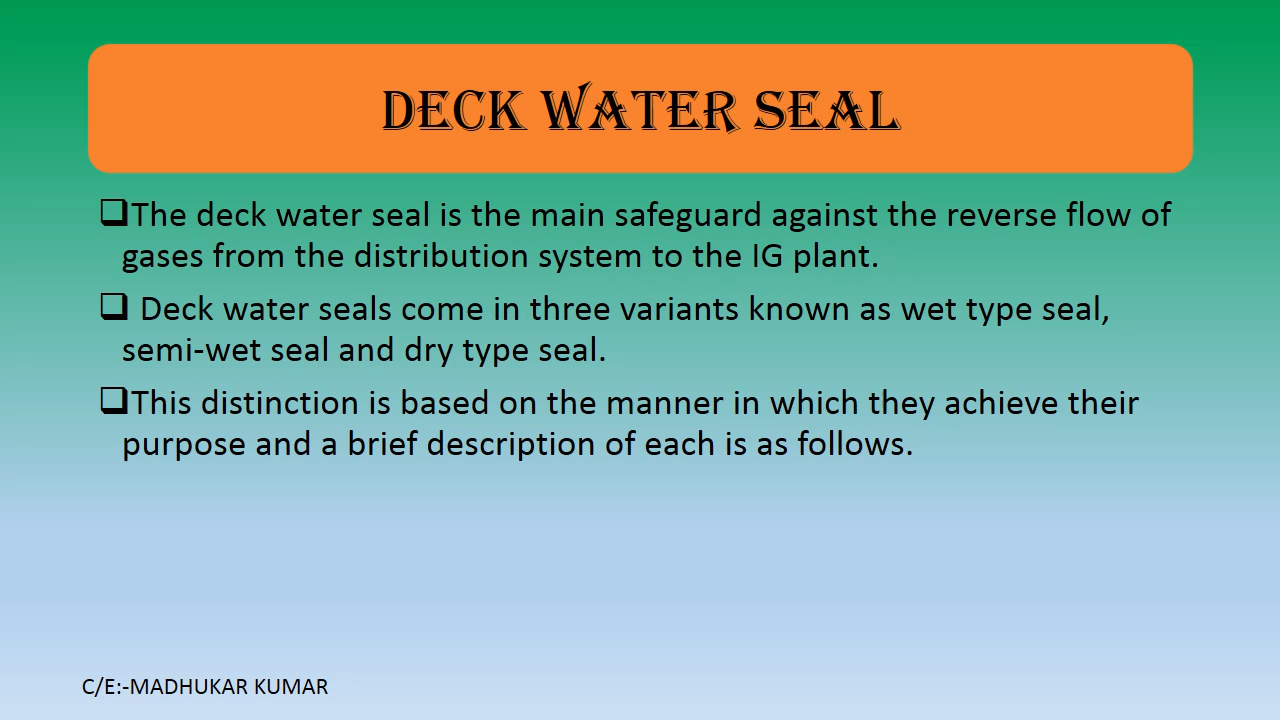 DECK WATER SEAL
❑The deck water seal is the main safeguard against the reverse flow of
gases from the distribution system to the IG plant.
❑ Deck water seals come in three variants known as wet type seal,
semi-wet seal and dry type seal.
❑This distinction is based on the manner in which they achieve their
purpose and a brief description of each is as follows.
C/E:-MADHUKAR KUMAR